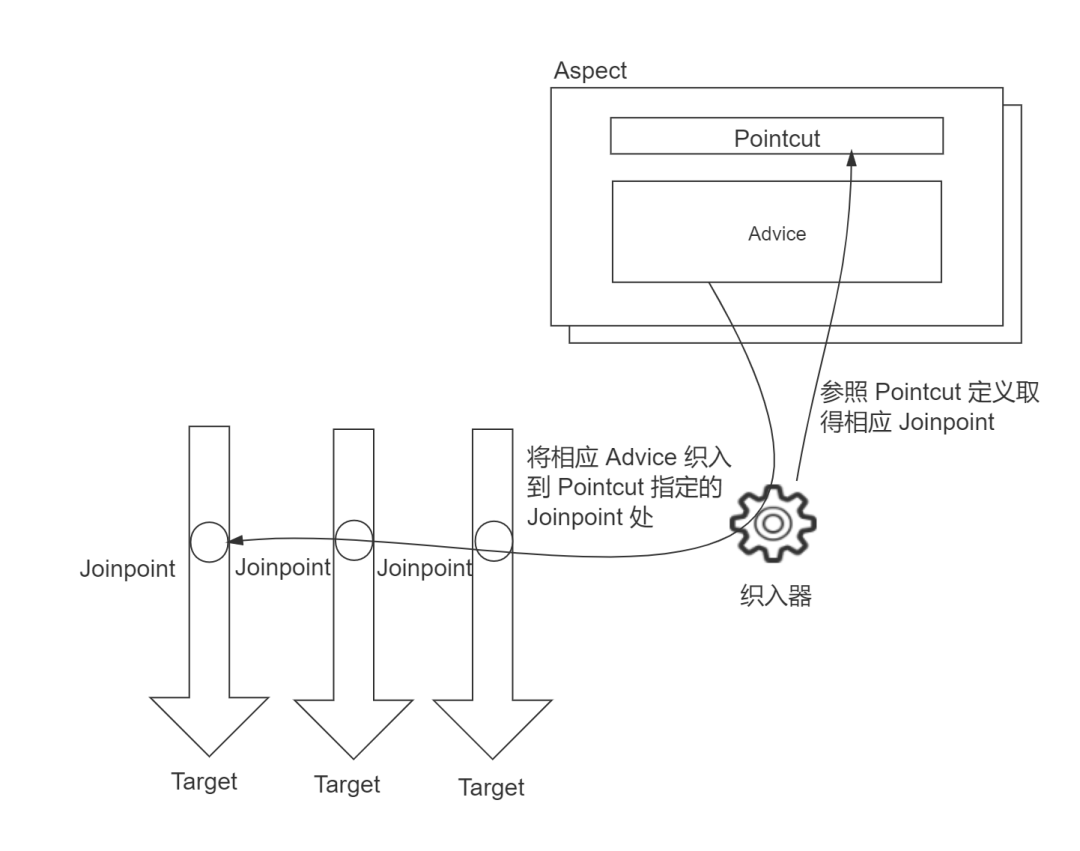 Aspect
Pointcut
Advice
参照 Pointcut 定义取
得相应 Joinpoint
将相应 Advice 织入
到 Pointcut 指定的
Joinpoint 处
织入器
Joinpoint
Joinpoint
Joinpoint
Target
Target
Target